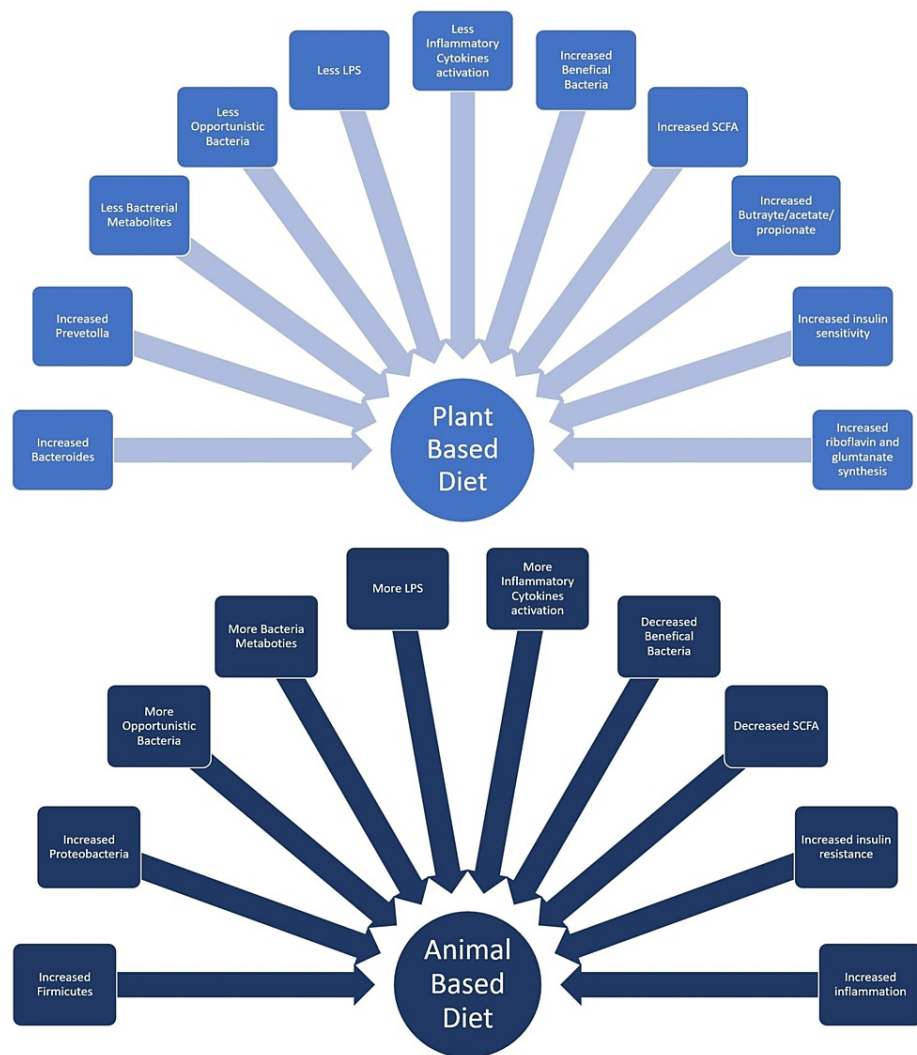 Less
Inflammatory
Cytokines
activation
Increased
Benefical
Bacteria
Less LPS
Less
Opportunistic
Bacteria
Increased SCFA
Less Bactrerial
Metabolites
Increased
Butrayte/acetate/
propionate
Increased
Prevetolla
Increased insulin
sensitivity
Increased
Bacteroides
Increased
riboflavin and
glumtanate
synthesis
Plant
Based
Diet
More LPS
More
Inflammatory
Cytokines
activation
More Bacteria
Metaboties
Decreased
Benefical
Bacteria
More
Opportunistic
Bacteria
Decreased SCFA
Increased
Proteobacteria
Increased insulin
resistance
Increased
Firmicutes
Increased
inflammation
Animal
Based
Diet